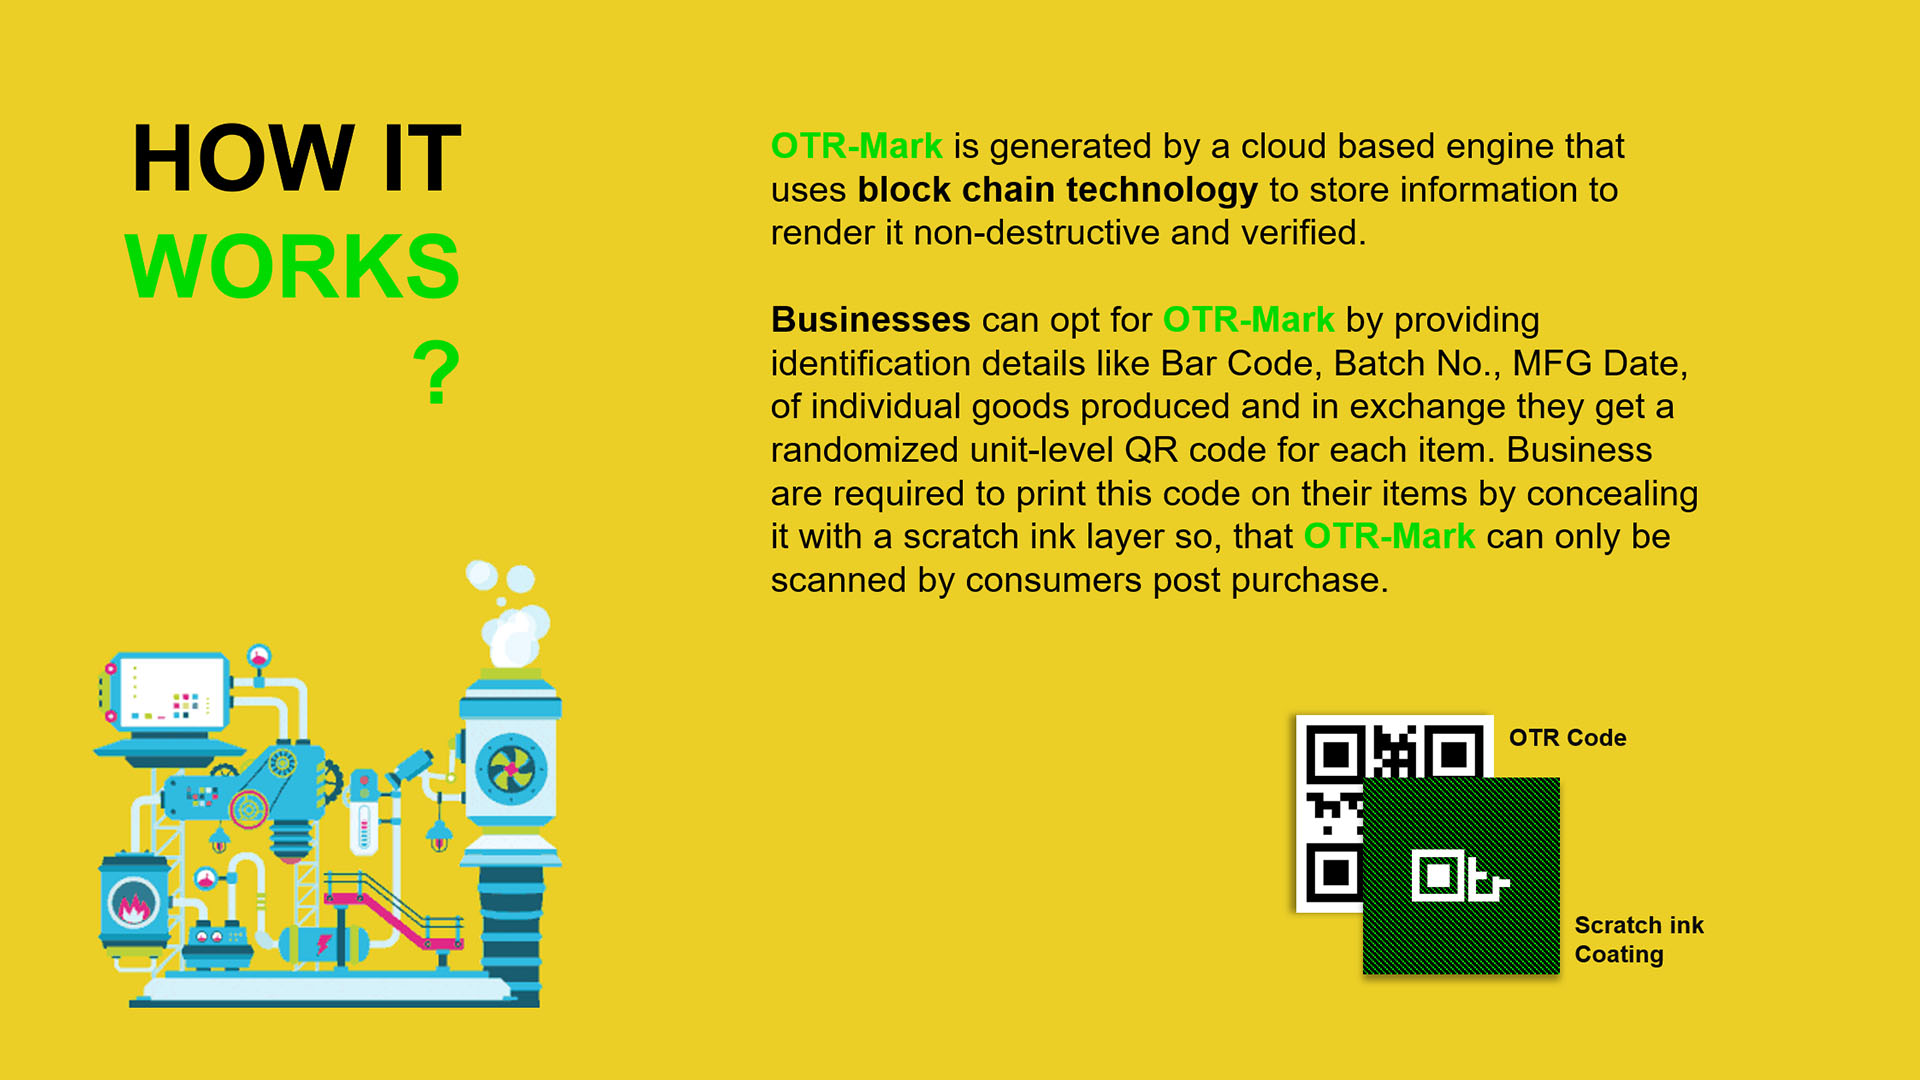 HOW IT
WORKS
?
OTR-Mark is generated by a cloud based engine that
uses block chain technology to store information to
render it non-destructive and verified.
Businesses can opt for OTR-Mark by providing
identification details like Bar Code, Batch No., MFG Date,
of individual goods produced and in exchange they get a
randomized unit-level QR code for each item. Business
are required to print this code on their items by concealing
it with a scratch ink layer so, that OTR-Mark can only be
scanned by consumers post purchase.
OTR Code
Otr
Scratch ink
Coating